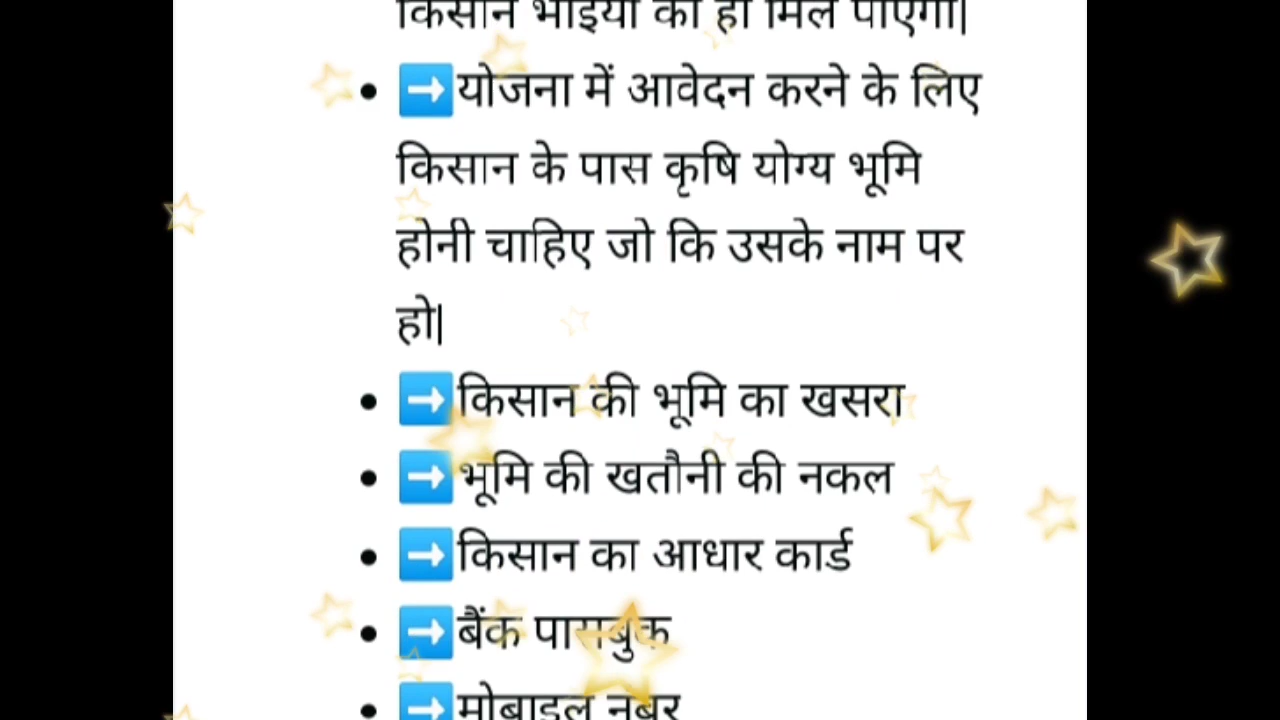 किसान भाइयों को ही मिल पाएगा|
➡️योजना में आवेदन करने के लिए
किसान के पास कृषि योग्य भूमि
होनी चाहिए जो कि उसके नाम पर
हो|
➡️किसान की भूमि का खसरा
➡️भूमि की खतौनी की नकल
➡️किसान का आधार कार्ड
➡️बैंक पासबुक
➡️मोबाइल नंबर